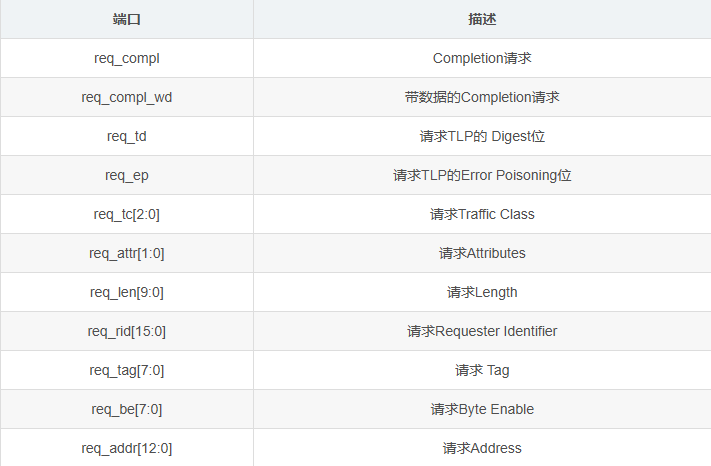 端口 描述
req_compl Completion请求
req_compl_wd 带数据的Completion请求
req_td 请求TLP的 Digest位
req_ep 请求TLP的Error Poisoning位
req_tc[2:0] 请求Traffic Class
req_attr[1:0] 请求Attributes
req_len[9:0] 请求Length
req_rid[15:0] 请求Requester Identifier
req_tag[7:0] 请求 Tag
req_be[7:0] 请求Byte Enable
req_addr[12:0] 请求Address